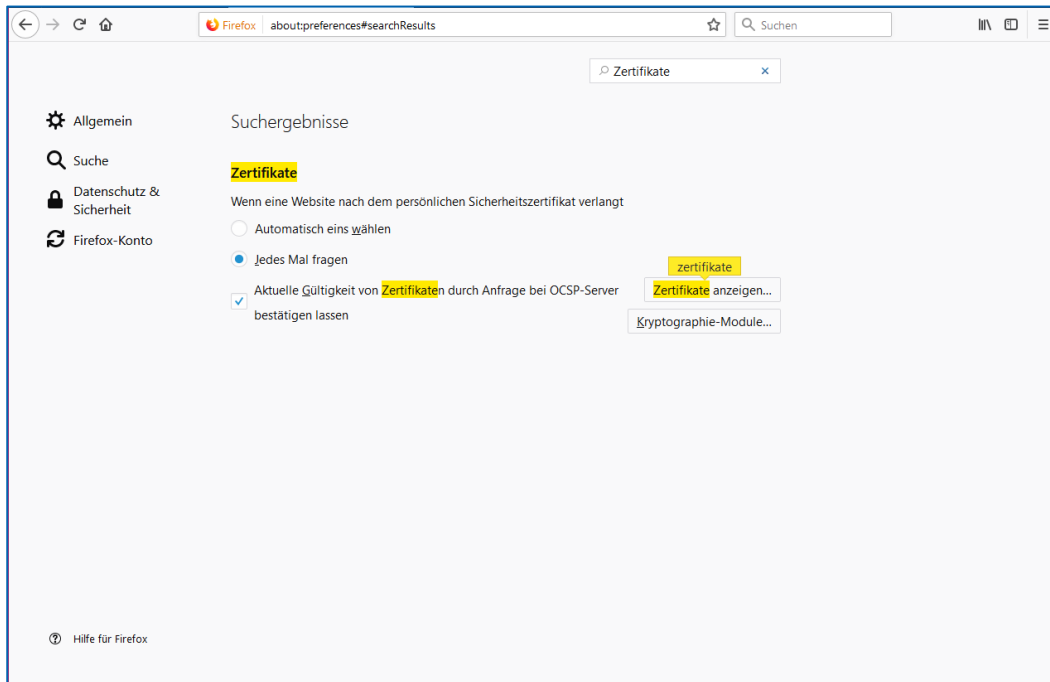 Firefox about:preferences#searchResults Suchen
Zertifikate
Allgemein
Suche
Datenschutz &
Sicherheit
Firefox-Konto
Suchergebnisse
Zertifikate
Wenn eine Website nach dem persönlichen Sicherheitszertifikat verlangt
Automatisch eins wählen
Jedes Mal fragen
Aktuelle Gültigkeit von Zertifikaten durch Anfrage bei OCSP-Server
bestätigen lassen
zertifikate
Zertifikate anzeigen...
Kryptographie-Module...
Hilfe für Firefox